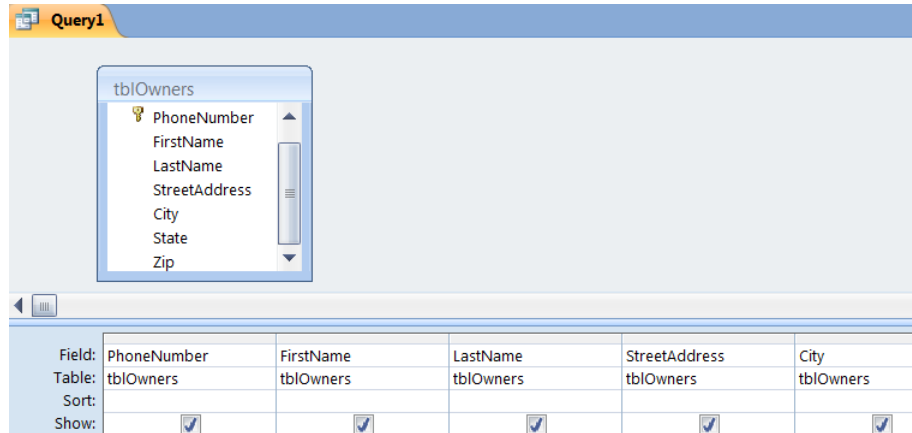 Query1
tblOwners
PhoneNumber
FirstName
LastName
StreetAddress
City
State
Zip
Field: PhoneNumber FirstName LastName StreetAddress City
Table: tblOwners tblOwners tblOwners tblOwners tblOwners
Sort:
Show: